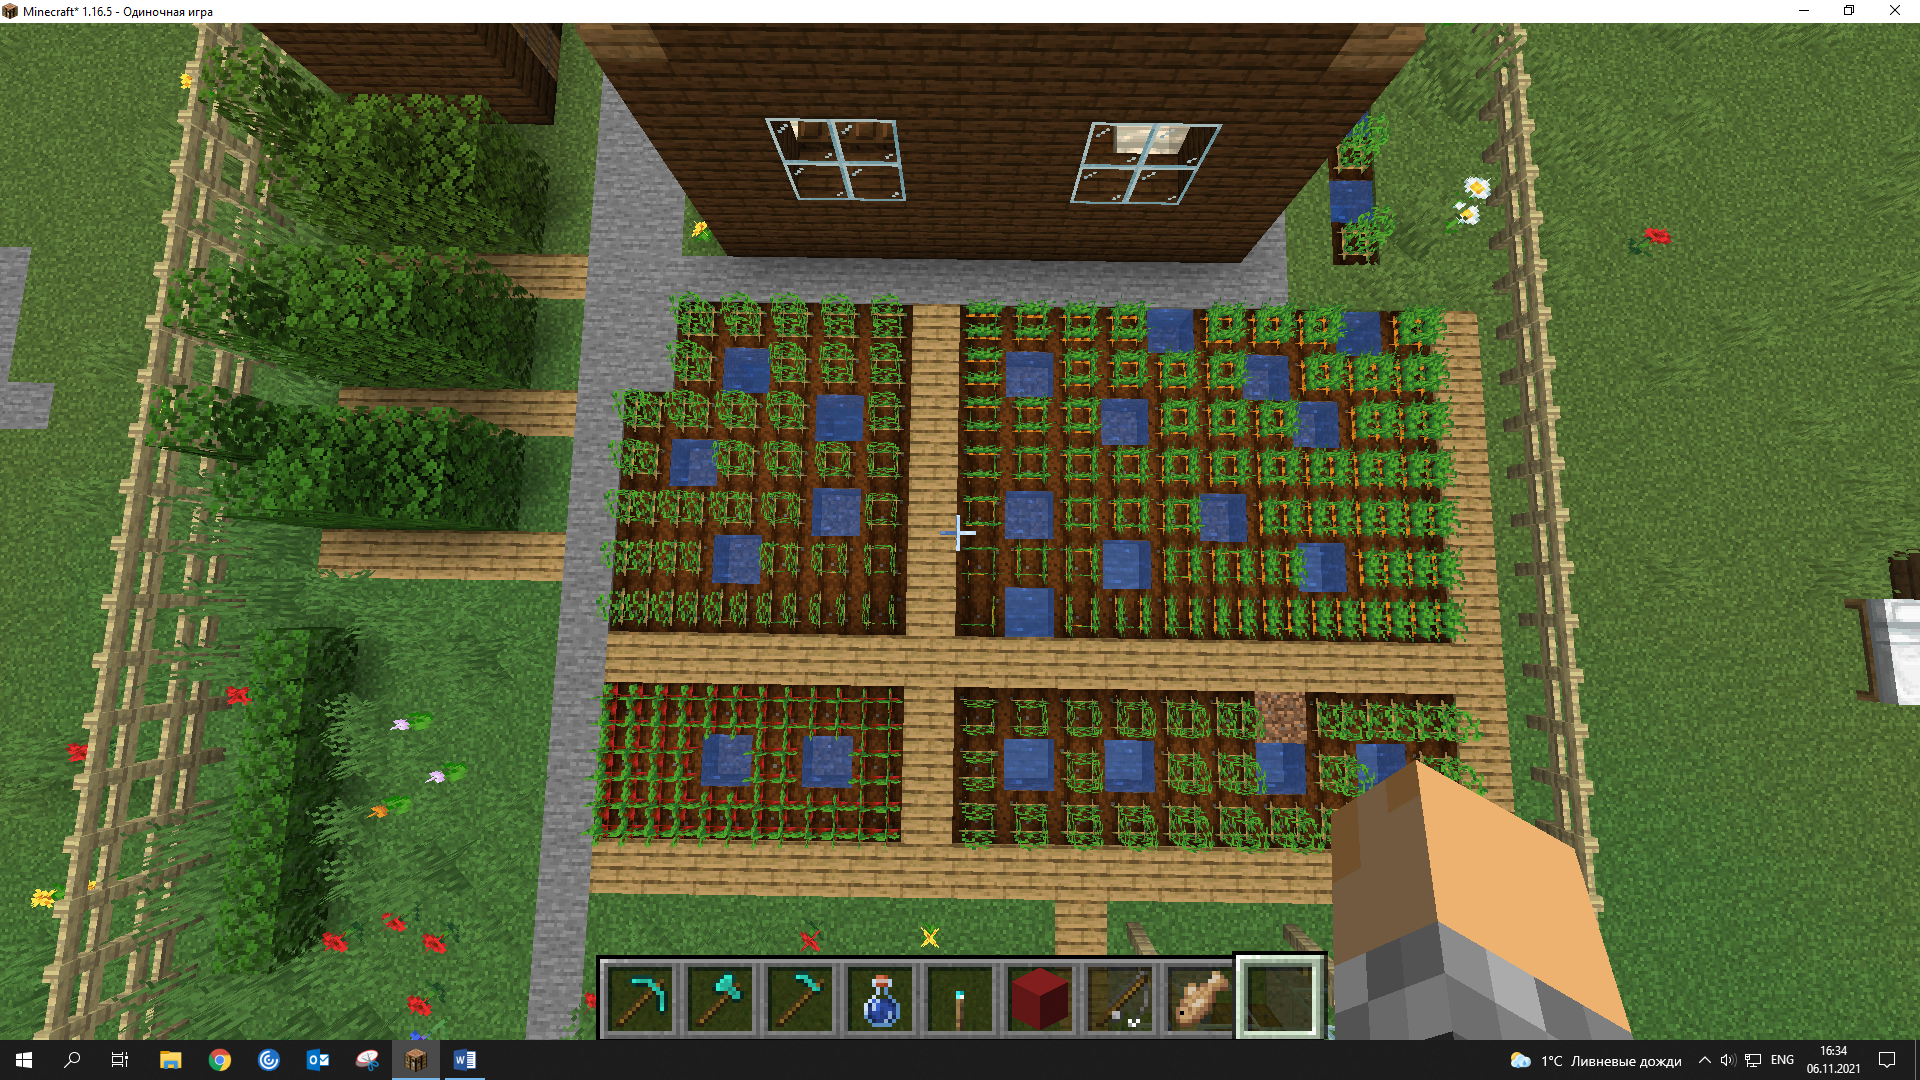 Minecraft* 1.16.5 - Одиночная игра
1°C Ливневые дожди
ENG
16:34
06.11.2021